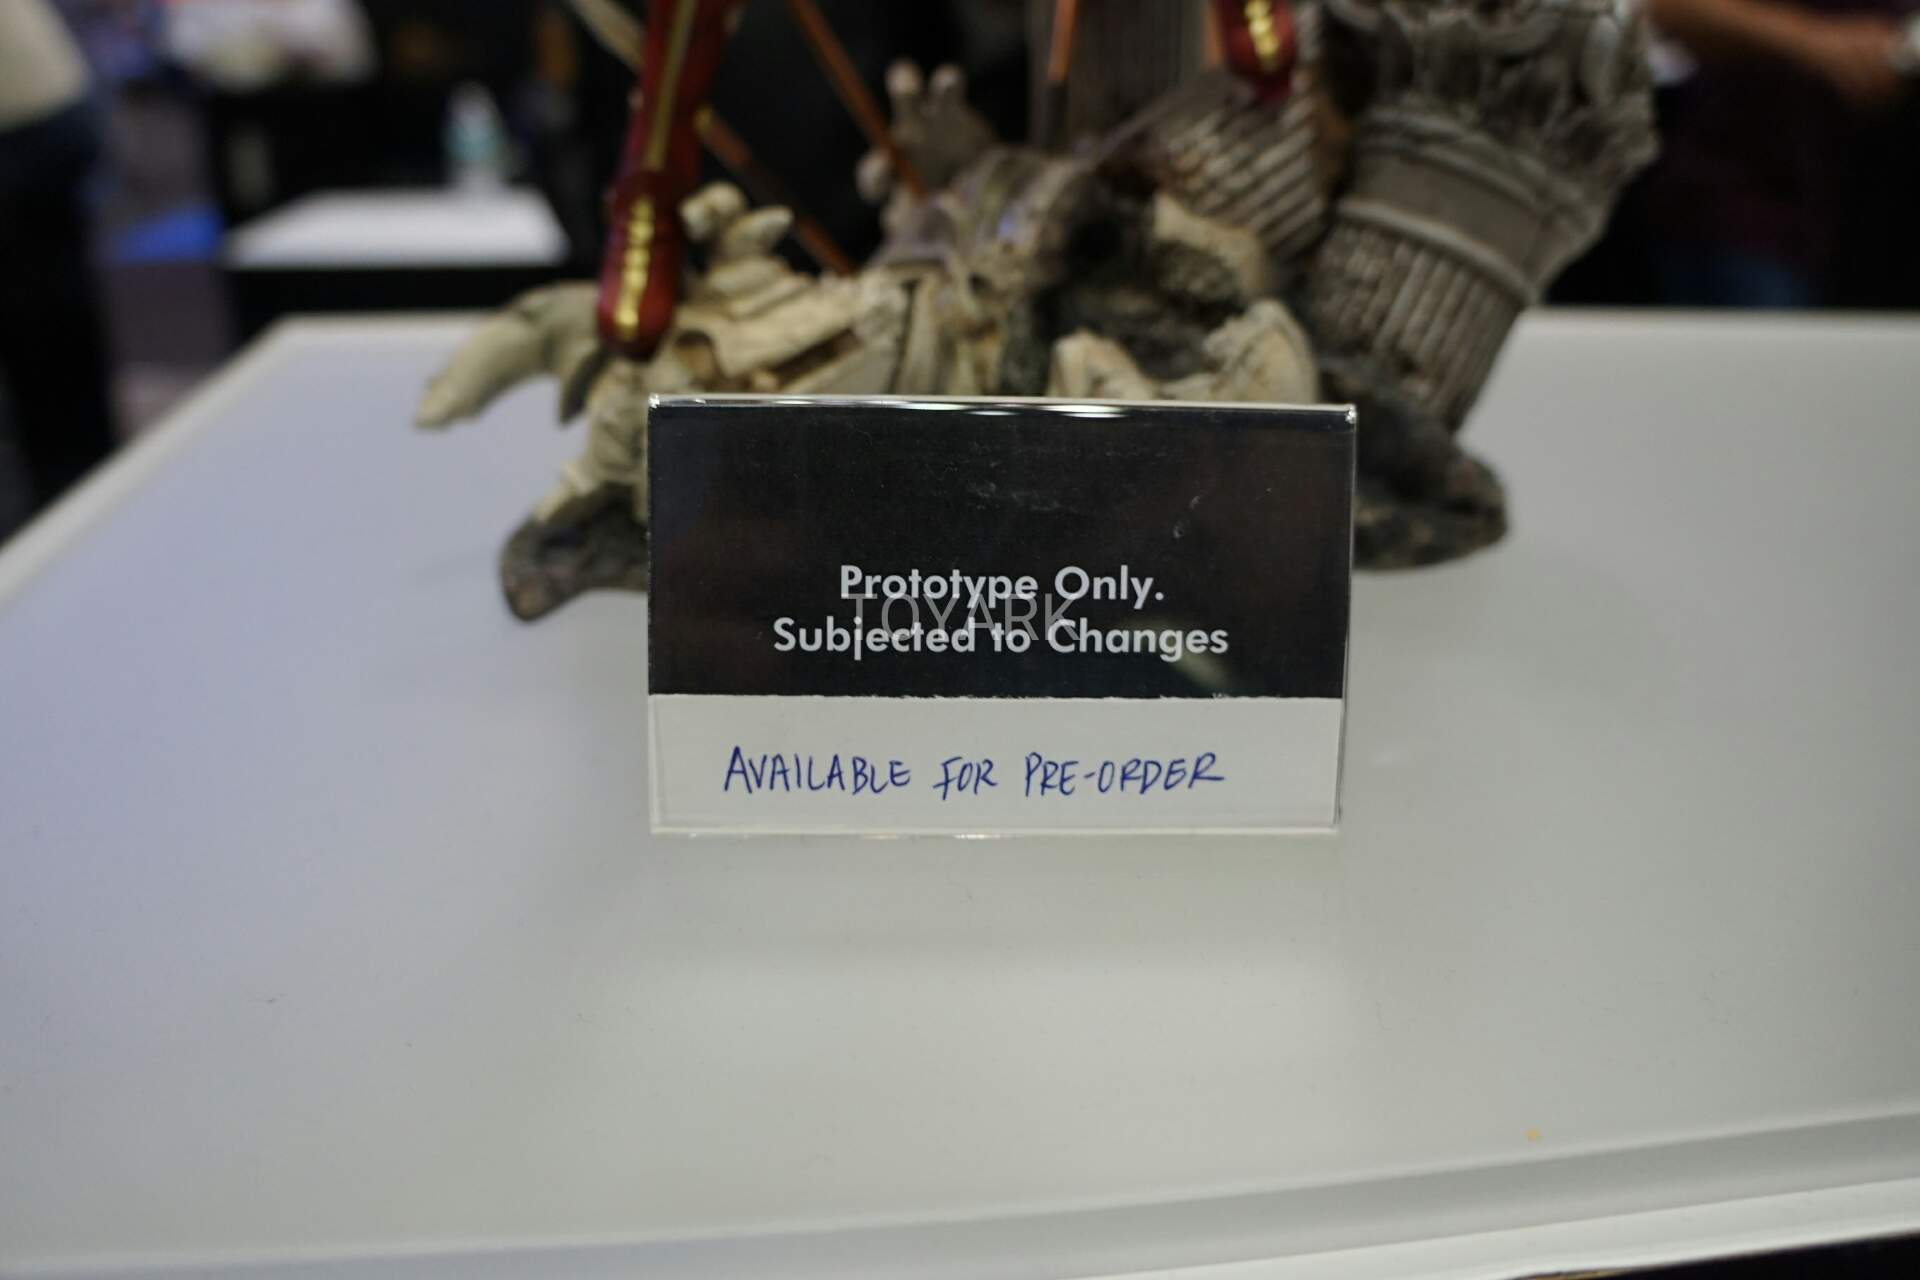 Prototype Only.
TOYARK
Subjected to Changes
AVAILABLE FOR PRE-ORDER